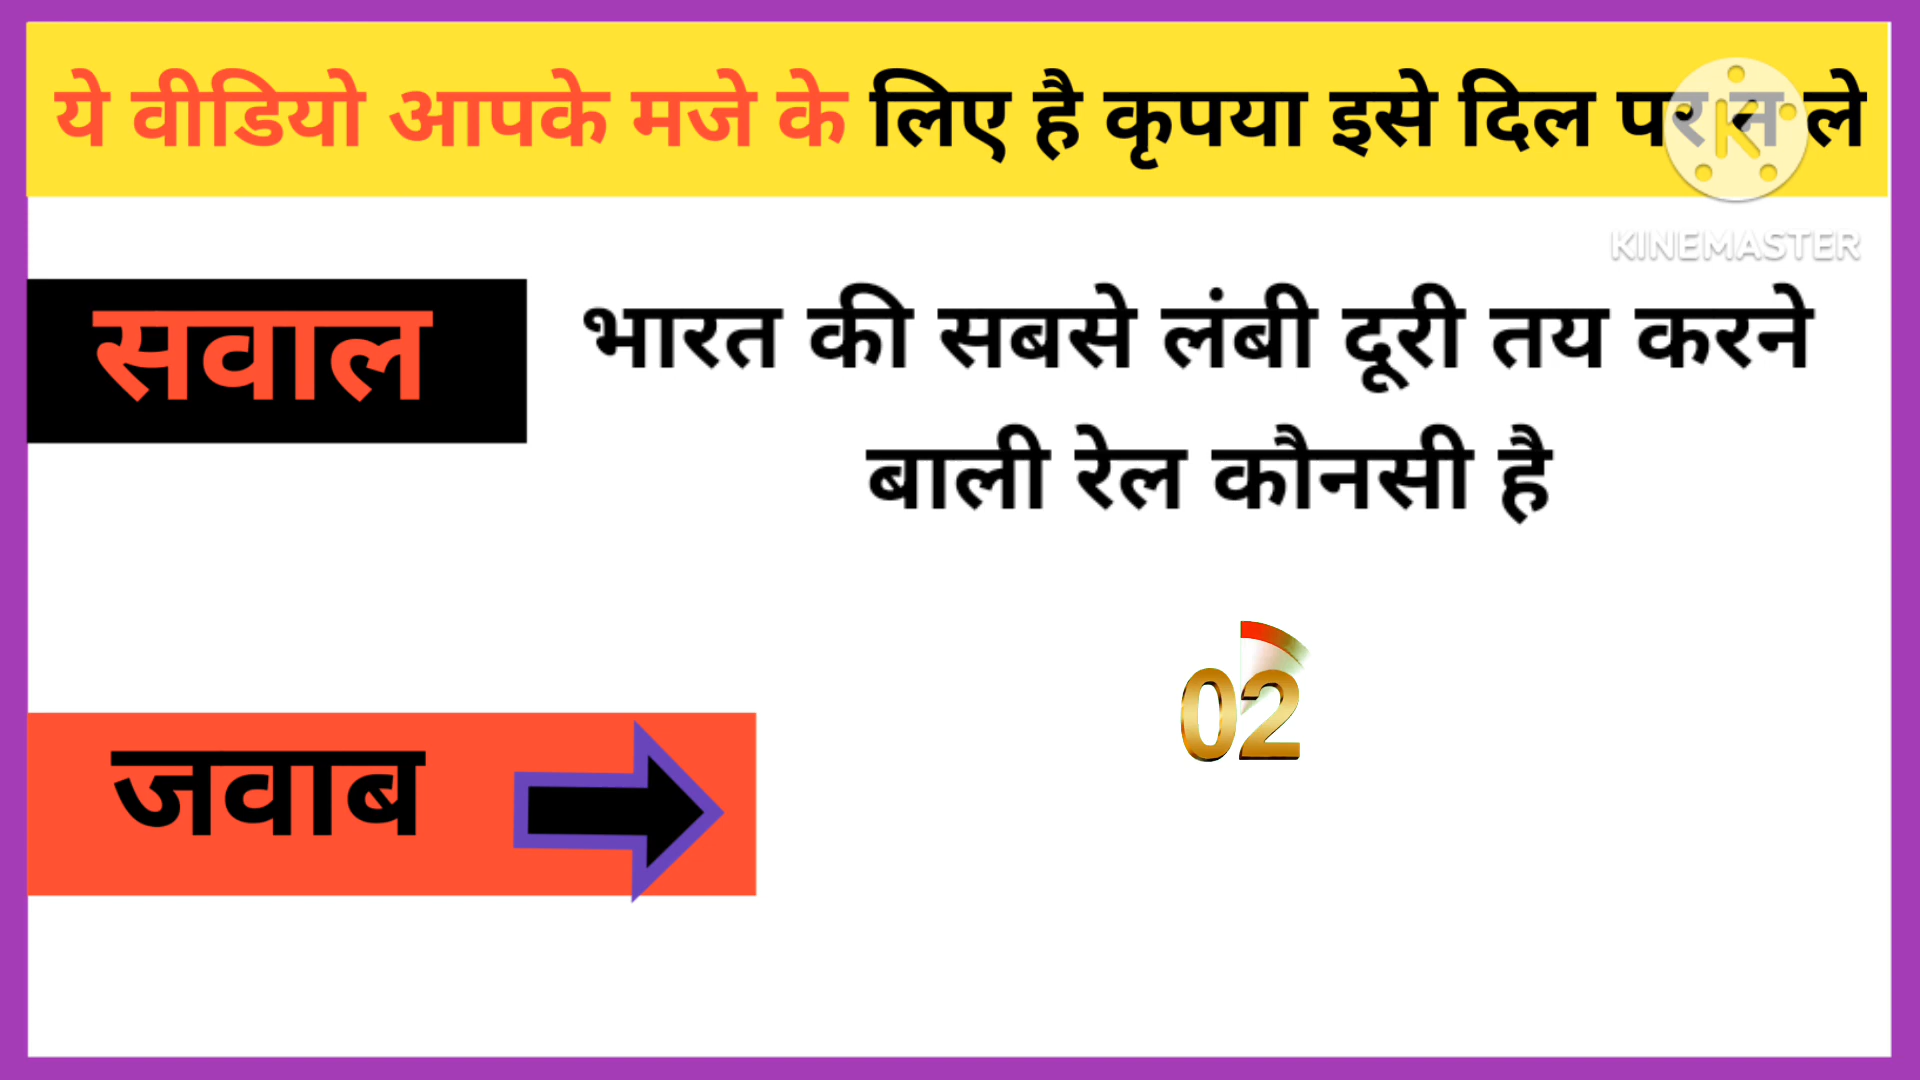 ये वीडियो आपके मजे के लिए है कृपया इसे दिल पर न ले
KINEMASTER
सवाल
भारत की सबसे लंबी दूरी तय करने
बाली रेल कौनसी है
02
जवाब